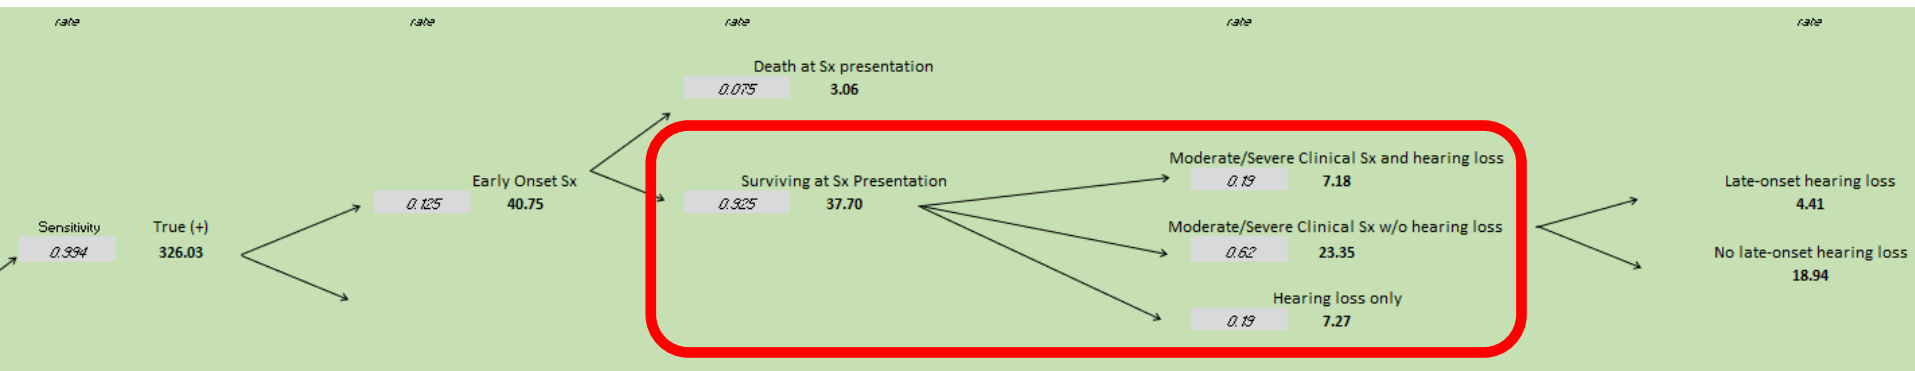 rate rate rate rate rate
Death at Sx presentation
0.075 3.06
Moderate/Severe Clinical Sx and hearing loss
0.19 7.18
Early Onset Sx Surviving at Sx Presentation Late-onset hearing loss
0.125 40.75 0.925 37.70 4.41
Sensitivity True (+) Moderate/Severe Clinical Sx w/o hearing loss
0.994 326.03 0.62 23.35 No late-onset hearing loss
18.94
Hearing loss only
0.19 7.27